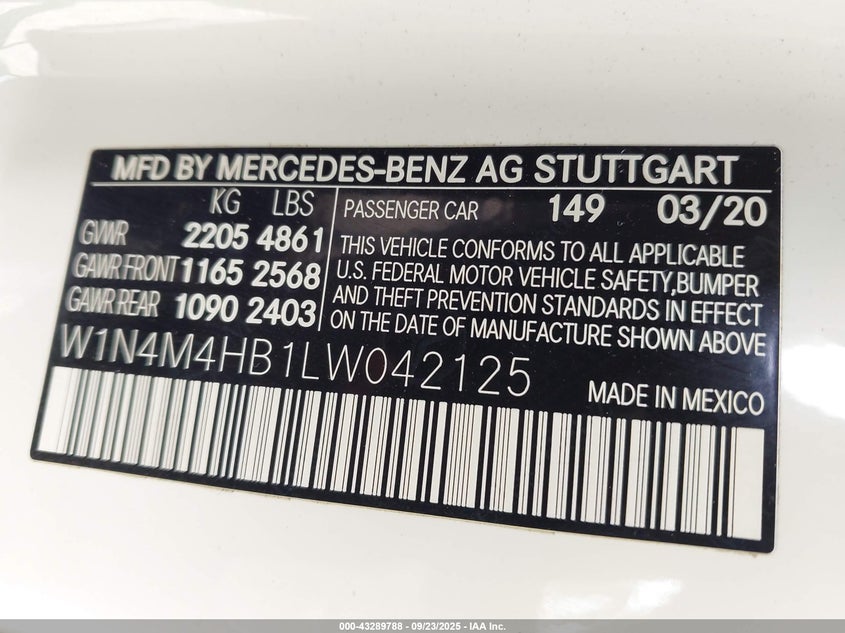 MFD BY MERCEDES-BENZ AG STUTTGART
KG LBS
GVWR 2205 4861
GAWR FRONT 1165 2568
GAWR REAR 1090 2403
PASSENGER CAR 149 03/20
THIS VEHICLE CONFORMS TO ALL APPLICABLE
U.S. FEDERAL MOTOR VEHICLE SAFETY,BUMPER
AND THEFT PREVENTION STANDARDS IN EFFECT
ON THE DATE OF MANUFACTURE SHOWN ABOVE
W1N4M4HB1LW042125
MADE IN MEXICO
000-43289788 - 09/23/2025 - IAA Inc.